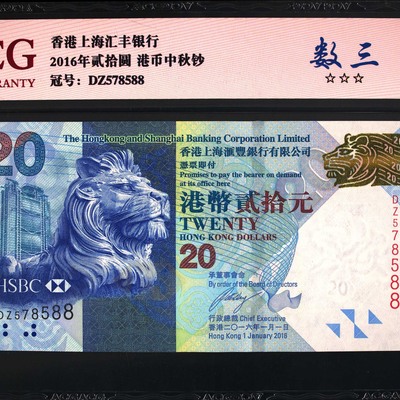 EG
RRANTY
香港上海汇丰银行
2016年贰拾圆 港币中秋钞
冠号：DZ578588
数三
☆☆☆
20
The Hongkong and Shanghai Banking Corporation Limited
香港上海滙豐銀行有限公司
憑票即付
Promises to pay the bearer on demand
at its office here
港幣貳拾元
TWENTY
HONG KONG DOLLARS
20
承董事會命
By order of the Board of Directors
行政總裁 Chief Executive
香港二〇一六年一月一日
Hong Kong 1 January 2016
HSBC
DZ578588
DZ578588